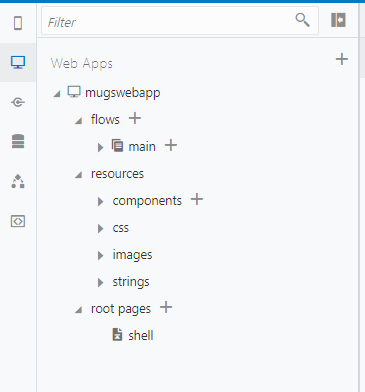 Filter
Web Apps
mugswebapp
flows
main
resources
components
css
images
strings
root pages
shell